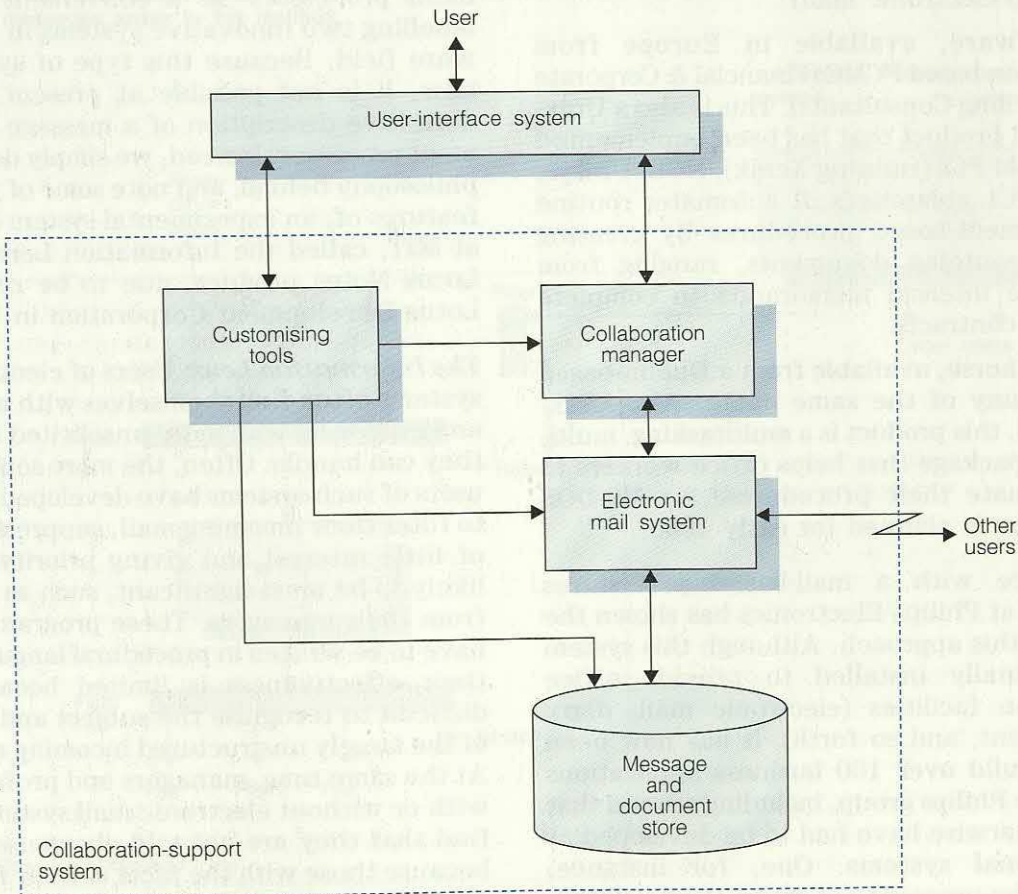 User
User-interface system
Customising
tools
Collaboration
manager
Electronic
mail system
Other
users
Message
and
document
store
Collaboration-support
system